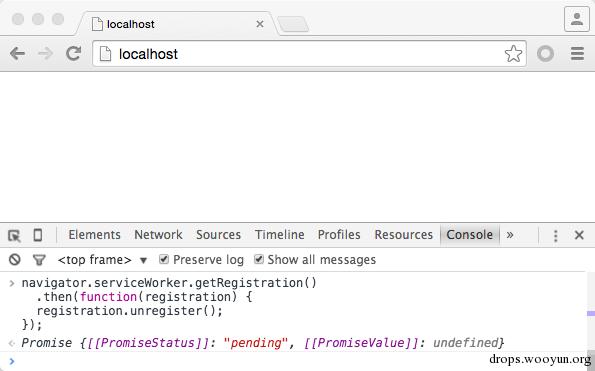 localhost
localhost
Elements Network Sources Timeline Profiles Resources Console »
<top frame> ▼ Preserve log Show all messages
navigator.serviceWorker.getRegistration()
.then(function(registration) {
registration.unregister();
});
Promise {[[PromiseStatus]]: "pending", [[PromiseValue]]: undefined}
drops.wooyun.org